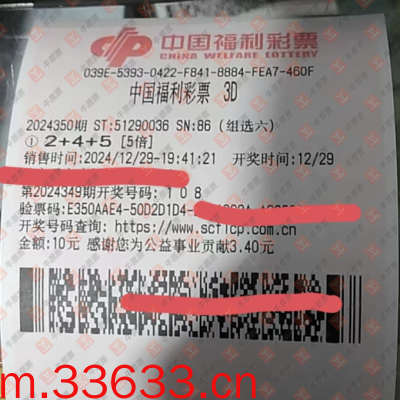 中国福利彩票
CHINA WELFARE LOTTERY
039E-5393-0422-F841-8884-FEA7-460F
中国福利彩票 3D
2024350期 ST:51290036 SN:86 (组选六)
① 2+4+5 [5倍]
销售时间:2024/12/29-19:41:21 开奖时间:12/29
第2024349期开奖号码:1 0 8
验票码:E350AAE4-50D2D1D4-
开奖号码查询: https://www.scflcp.com.cn
金额:10元 感谢您为公益事业贡献3.40元
m.33633.cn